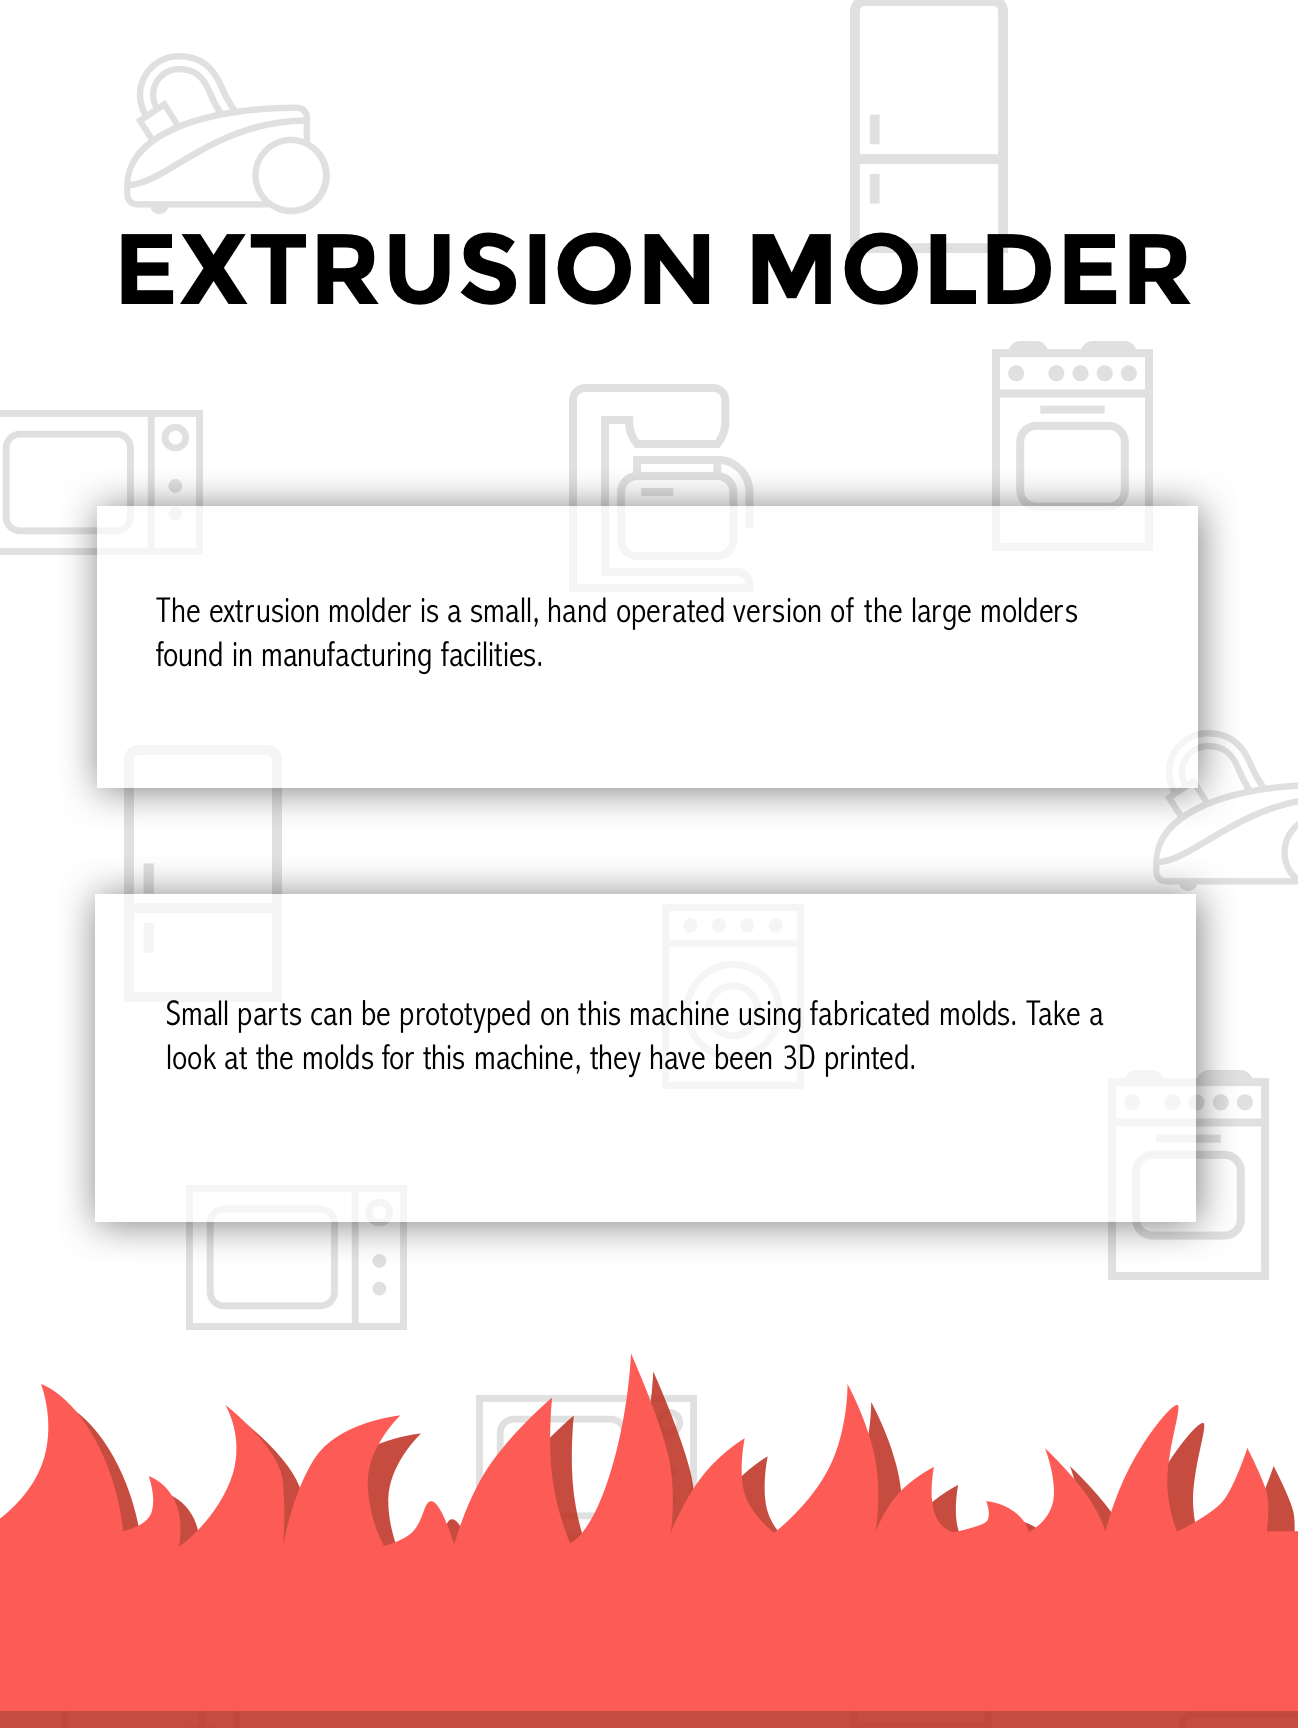 EXTRUSION MOLDER
The extrusion molder is a small, hand operated version of the large molders
found in manufacturing facilities.
Small parts can be prototyped on this machine using fabricated molds. Take a
look at the molds for this machine, they have been 3D printed.